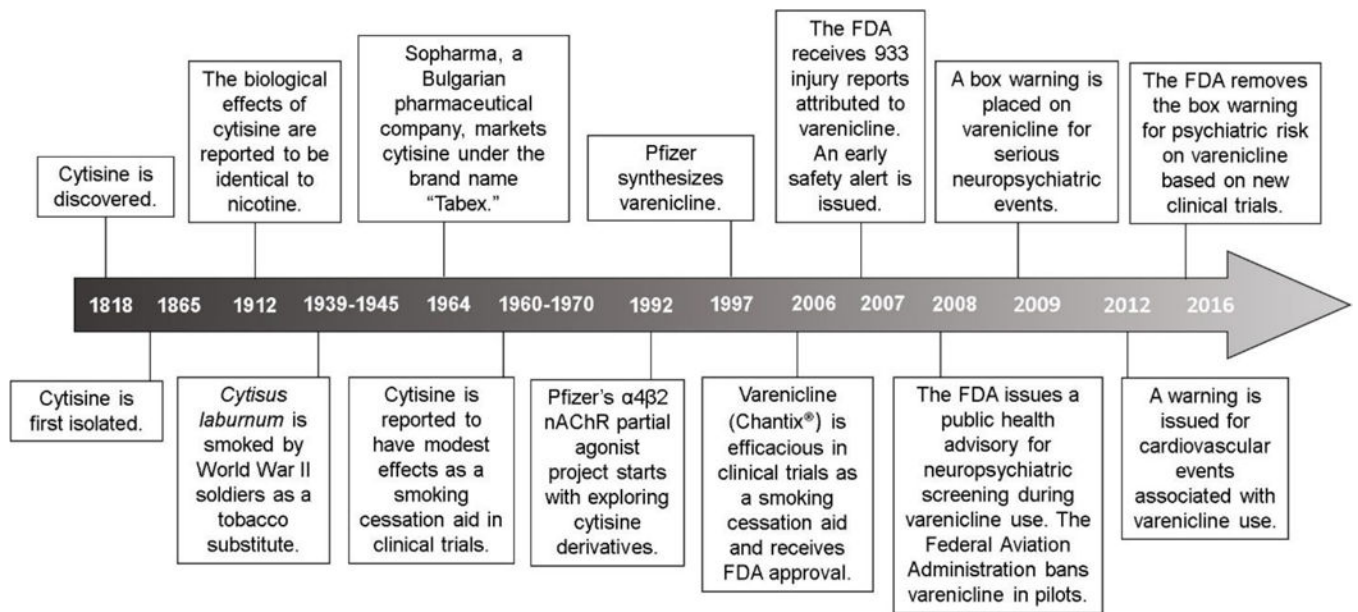 Cytisine is
discovered.
The biological
effects of
cytisine are
reported to be
identical to
nicotine.
Sopharma, a
Bulgarian
pharmaceutical
company, markets
cytisine under the
brand name
“Tabex.”
Pfizer
synthesizes
varenicline.
The FDA
receives 933
injury reports
attributed to
varenicline.
An early
safety alert is
issued.
A box warning is
placed on
varenicline for
serious
neuropsychiatric
events.
The FDA removes
the box warning
for psychiatric risk
on varenicline
based on new
clinical trials.
1818 1865 1912 1939-1945 1964 1960-1970 1992 1997 2006 2007 2008 2009 2012 2016
Cytisine is
first isolated.
Cytisus
laburnum is
smoked by
World War II
soldiers as a
tobacco
substitute.
Cytisine is
reported to
have modest
effects as a
smoking
cessation aid in
clinical trials.
Pfizer’s α4β2
nAChR partial
agonist
project starts
with exploring
cytisine
derivatives.
Varenicline
(Chantix®) is
efficacious in
clinical trials as
a smoking
cessation aid
and receives
FDA approval.
The FDA issues a
public health
advisory for
neuropsychiatric
screening during
varenicline use. The
Federal Aviation
Administration bans
varenicline in pilots.
A warning is
issued for
cardiovascular
events
associated with
varenicline use.